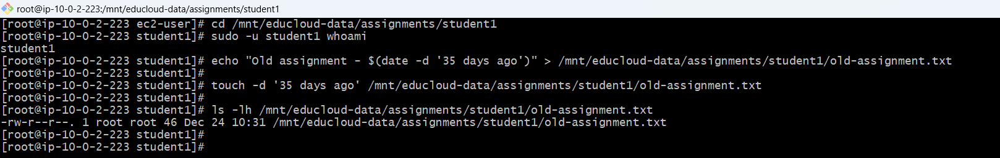 root@ip-10-0-2-223:/mnt/educloud-data/assignments/student1
[root@ip-10-0-2-223 ec2-user]# cd /mnt/educloud-data/assignments/student1
[root@ip-10-0-2-223 student1]# sudo -u student1 whoami
student1
[root@ip-10-0-2-223 student1]# echo "Old assignment - $(date -d '35 days ago')" > /mnt/educloud-data/assignments/student1/old-assignment.txt
[root@ip-10-0-2-223 student1]#
[root@ip-10-0-2-223 student1]# touch -d '35 days ago' /mnt/educloud-data/assignments/student1/old-assignment.txt
[root@ip-10-0-2-223 student1]#
[root@ip-10-0-2-223 student1]# ls -lh /mnt/educloud-data/assignments/student1/old-assignment.txt
-rw-r--r--. 1 root root 46 Dec 24 10:31 /mnt/educloud-data/assignments/student1/old-assignment.txt
[root@ip-10-0-2-223 student1]#
[root@ip-10-0-2-223 student1]#